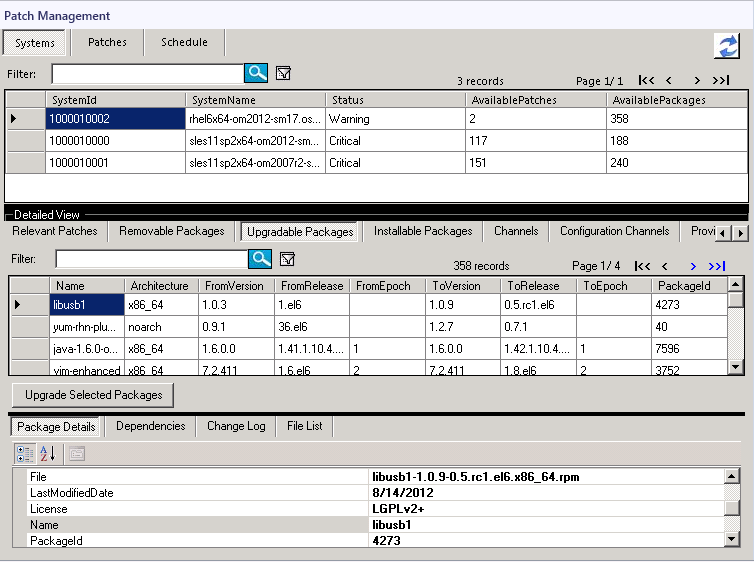 Patch Management
Systems Patches Schedule
Filter: 3 records Page 1/ 1
SystemId SystemName Status AvailablePatches AvailablePackages
1000010002 rhel6x64-om2012-sm17.os... Warning 2 358
1000010000 sles11sp2x64-om2012-sm... Critical 117 188
1000010001 sles11sp2x64-om2007r2-s... Critical 151 240
Detailed View
Relevant Patches Removable Packages Upgradable Packages Installable Packages Channels Configuration Channels Provi
Filter: 358 records Page 1/ 4
Name Architecture FromVersion FromRelease FromEpoch ToVersion ToRelease ToEpoch PackageId
libusb1 x86_64 1.0.3 1.el6 1.0.9 0.5.rc1.el6 4273
yum-rhn-plu... noarch 0.9.1 36.el6 1.2.7 0.7.1 40
java-1.6.0-o... x86_64 1.6.0.0 1.41.1.10.4.... 1 1.6.0.0 1.42.1.10.4.... 1 7596
vim-enhanced x86_64 7.2.411 1.6.el6 2 7.2.411 1.8.el6 2 3752
Upgrade Selected Packages
Package Details Dependencies Change Log File List
File libusb1-1.0.9-0.5.rc1.el6.x86_64.rpm
LastModifiedDate 8/14/2012
License LGPLv2+
Name libusb1
PackageId 4273